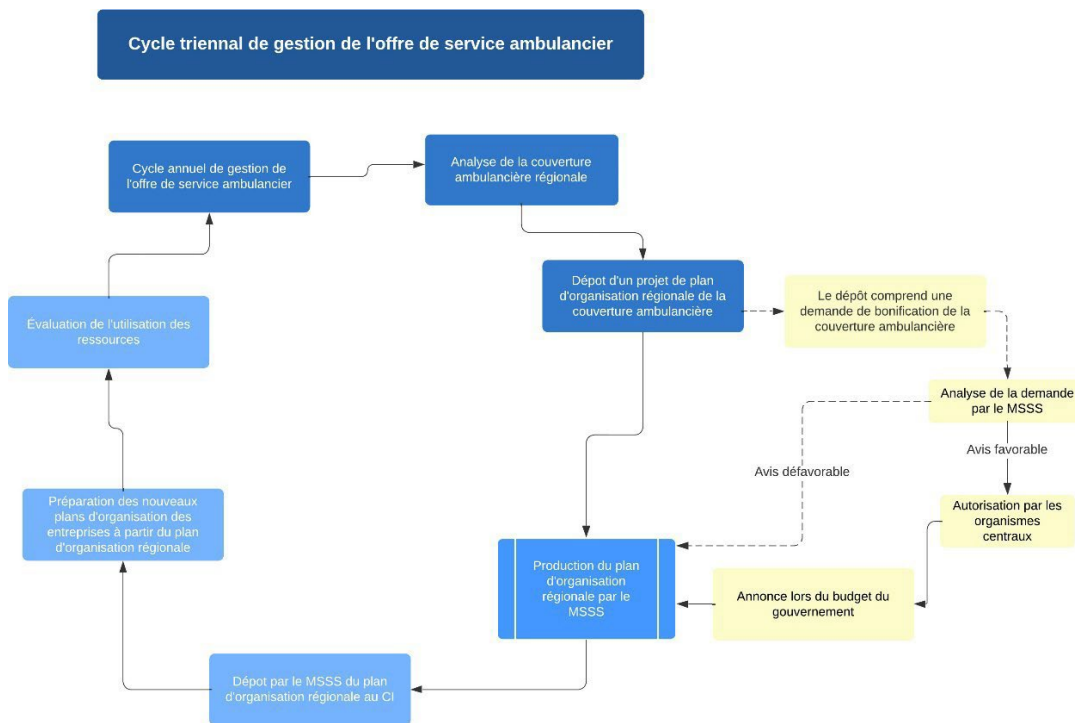 Cycle triennal de gestion de l'offre de service ambulancier
Cycle annuel de gestion de
l'offre de service ambulancier
Analyse de la couverture
ambulancière régionale
Dépot d'un projet de plan
d'organisation régionale de la
couverture ambulancière
Le dépôt comprend une
demande de bonification de la
couverture ambulancière
Évaluation de l'utilisation des
ressources
Analyse de la demande
par le MSSS
Avis favorable
Avis défavorable
Préparation des nouveaux
plans d'organisation des
entreprises à partir du plan
d'organisation régionale
Autorisation par les
organismes
centraux
Production du plan
d'organisation
régionale par le
MSSS
Annonce lors du budget du
gouvernement
Dépot par le MSSS du plan
d'organisation régionale au CI